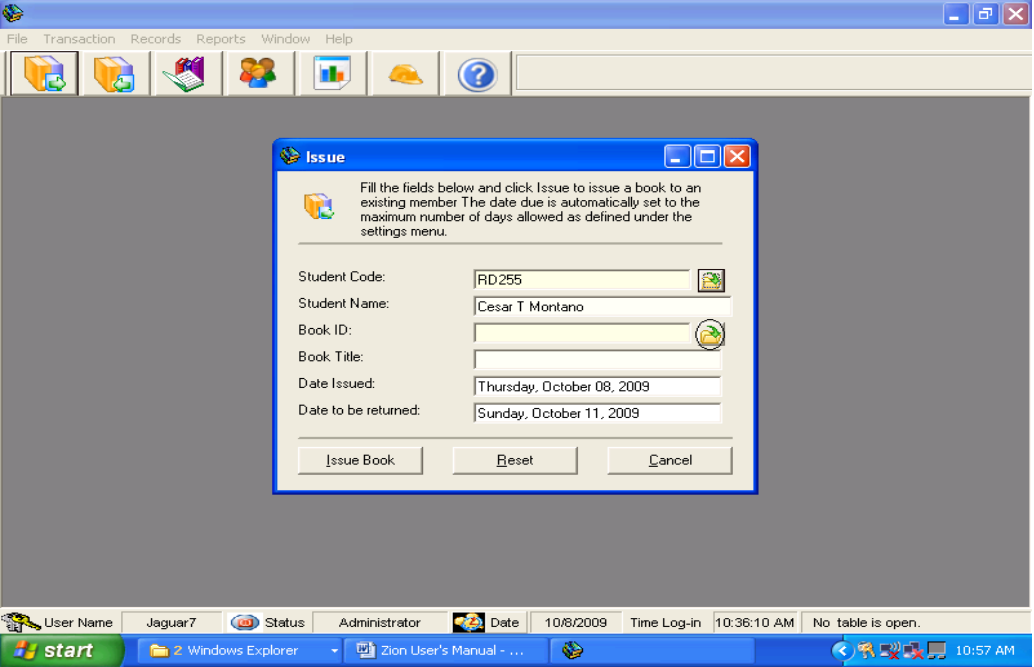 File Transaction Records Reports Window Help
Issue
Fill the fields below and click Issue to issue a book to an
existing member The date due is automatically set to the
maximum number of days allowed as defined under the
settings menu.
Student Code: RD255
Student Name: Cesar T Montano
Book ID:
Book Title:
Date Issued: Thursday, October 08, 2009
Date to be returned: Sunday, October 11, 2009
Issue Book Reset Cancel
User Name Jaguar7 Status Administrator Date 10/8/2009 Time Log-in 10:36:10 AM No table is open.
start 2 Windows Explorer Zion User's Manual - ... 10:57 AM